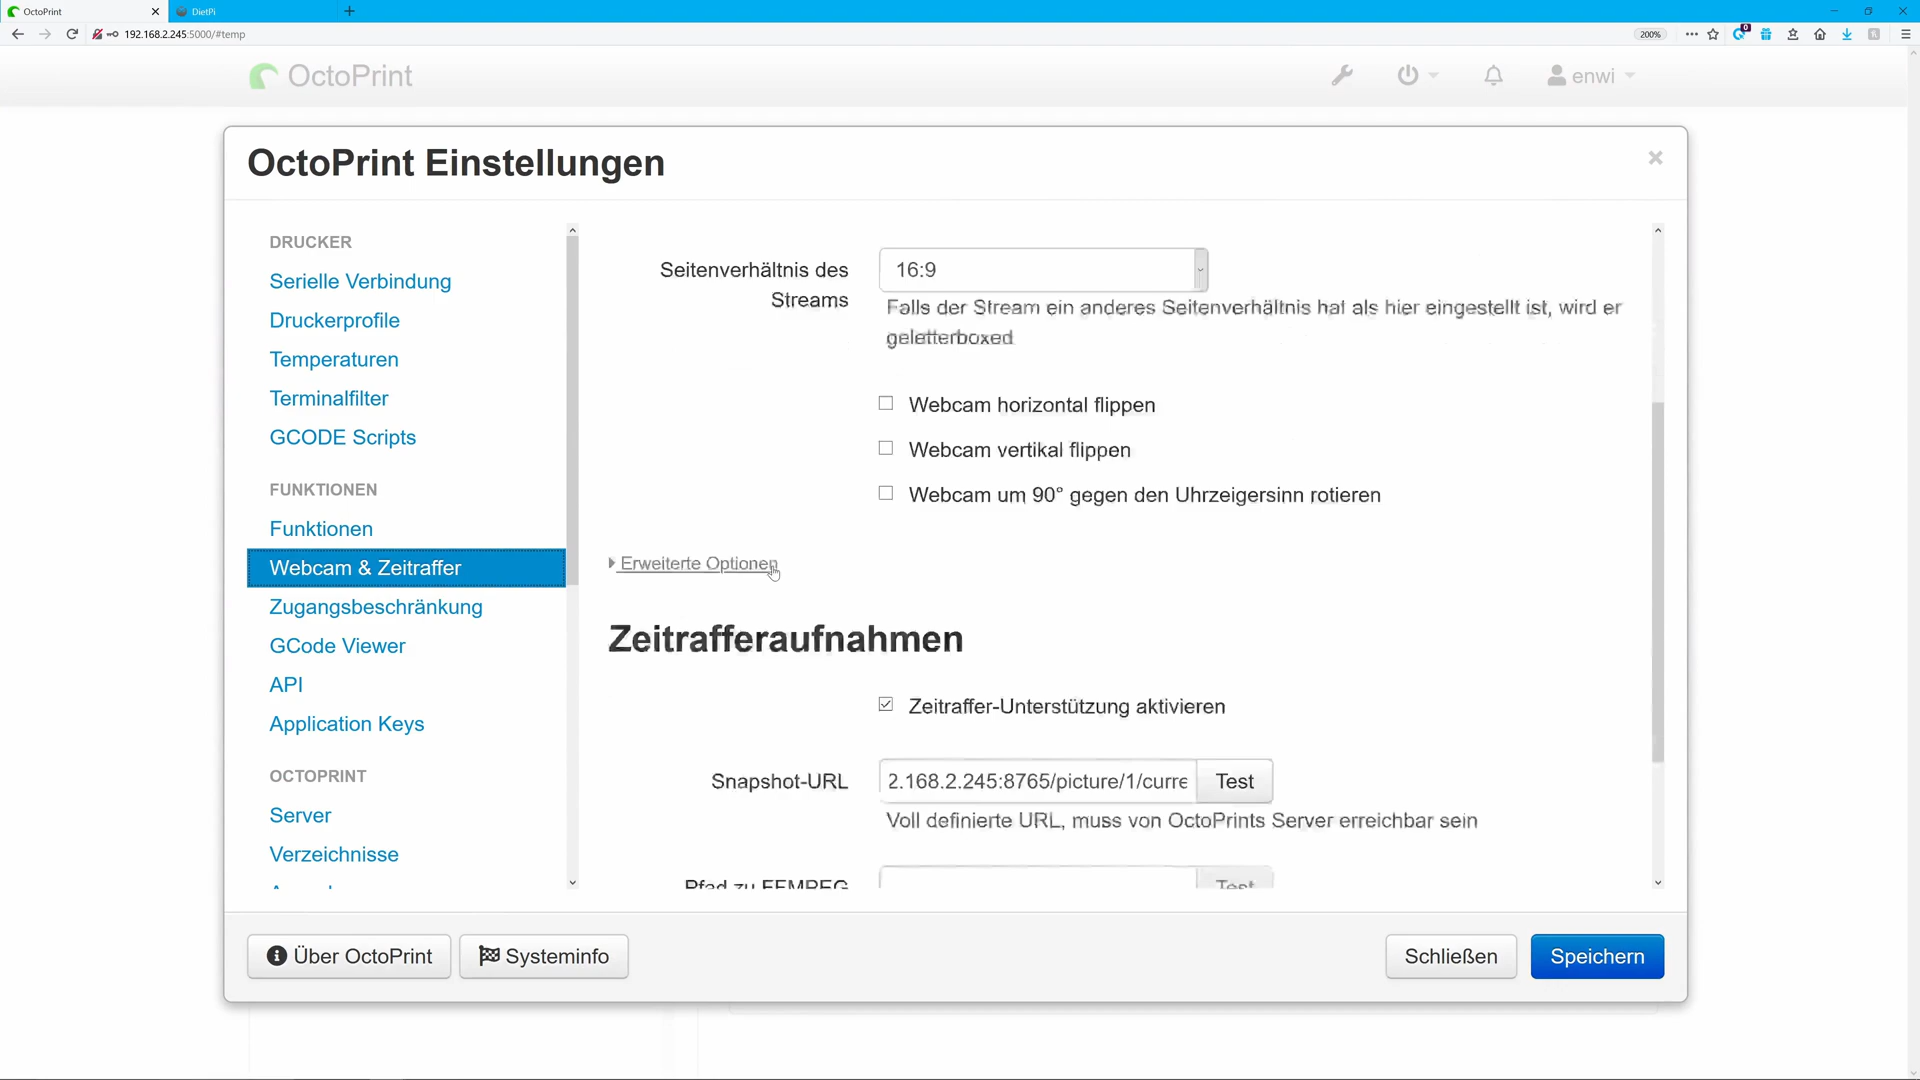 OctoPrint
DietPi
192.168.2.245:5000/#temp
200%
OctoPrint
enwi
OctoPrint Einstellungen
DRUCKER
Serielle Verbindung
Druckerprofile
Temperaturen
Terminalfilter
GCODE Scripts
FUNKTIONEN
Funktionen
Webcam & Zeitraffer
Zugangsbeschränkung
GCode Viewer
API
Application Keys
OCTOPRINT
Server
Verzeichnisse
Seitenverhältnis des
Streams
16:9
Falls der Stream ein anderes Seitenverhältnis hat als hier eingestellt ist, wird er
geletterboxed
Webcam horizontal flippen
Webcam vertikal flippen
Webcam um 90° gegen den Uhrzeigersinn rotieren
Erweiterte Optionen
Zeitrafferaufnahmen
Zeitraffer-Unterstützung aktivieren
Snapshot-URL
2.168.2.245:8765/picture/1/curre
Test
Voll definierte URL, muss von OctoPrints Server erreichbar sein
Pfad zu FFMPEG
Test
Über OctoPrint
Systeminfo
Schließen
Speichern